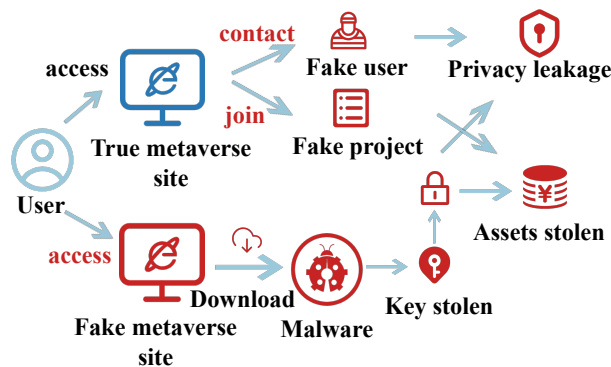 contact
access
Fake user
Privacy leakage
join
True metaverse
site
Fake project
User
¥
Assets stolen
access
Download
Key stolen
Fake metaverse
site
Malware